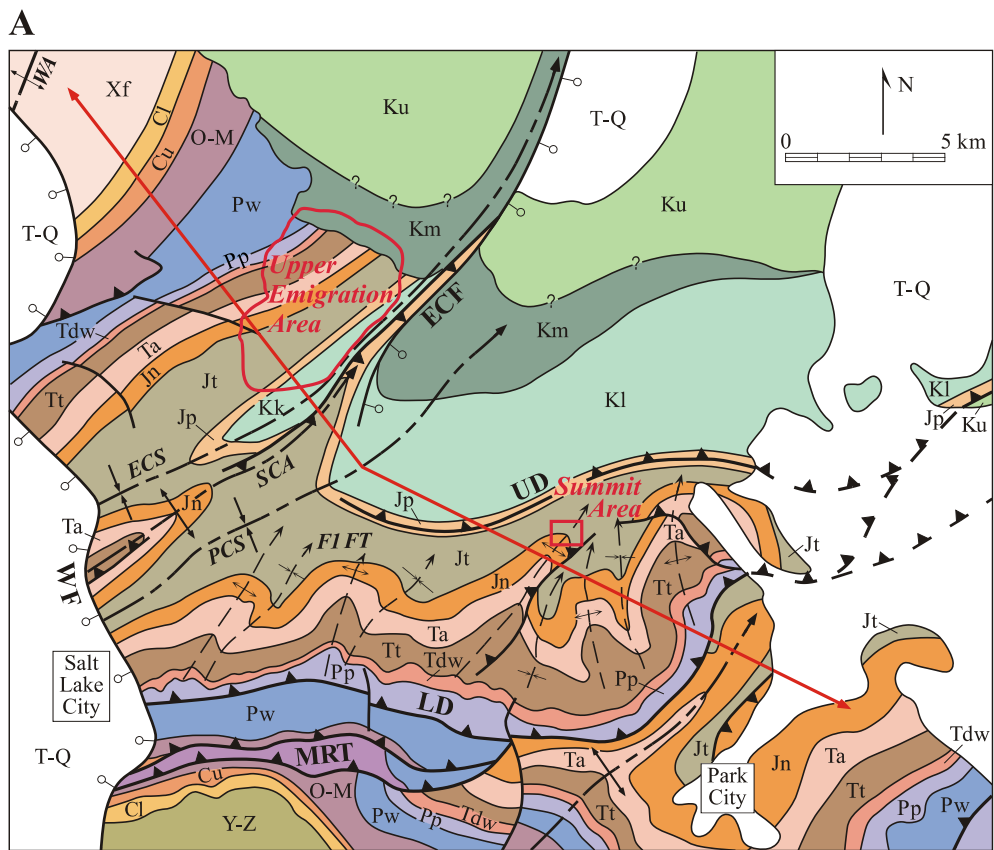 A
WA
Xf
Cl
Cu
O-M
Ku
T-Q
N
0
5 km
Pw
?
?
?
Km
Ku
T-Q
Pp
Upper
Emigration
Area
ECF
?
?
Km
T-Q
Tdw
Ta
Jn
Jt
Tt
Kk
Kl
Kl
Jp
Ku
Jp
ECS
SCA
UD
Summit
Area
Jn
Jp
Ta
PCS
F1 FT
Jt
Ta
Jt
WF
Jn
Tt
Ta
Tt
Tdw
Jt
Salt
Lake
City
Pp
Pp
LD
Pw
T-Q
MRT
Ta
Jt
Park
City
Jn
Ta
Tdw
Cu
O-M
Tt
Tt
Cl
Pw
Pp
Tdw
Pp
Pw
Y-Z